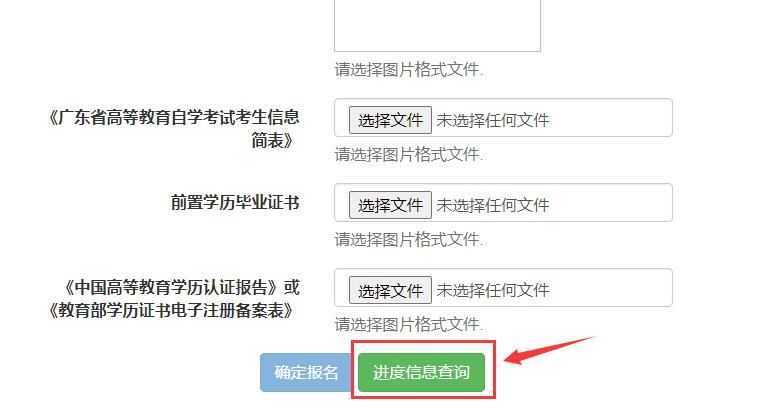 请选择图片格式文件.
《广东省高等教育自学考试考生信息
简表》
选择文件 未选择任何文件
请选择图片格式文件.
前置学历毕业证书
选择文件 未选择任何文件
请选择图片格式文件.
《中国高等教育学历认证报告》或
《教育部学历证书电子注册备案表》
选择文件 未选择任何文件
请选择图片格式文件.
确定报名 进度信息查询